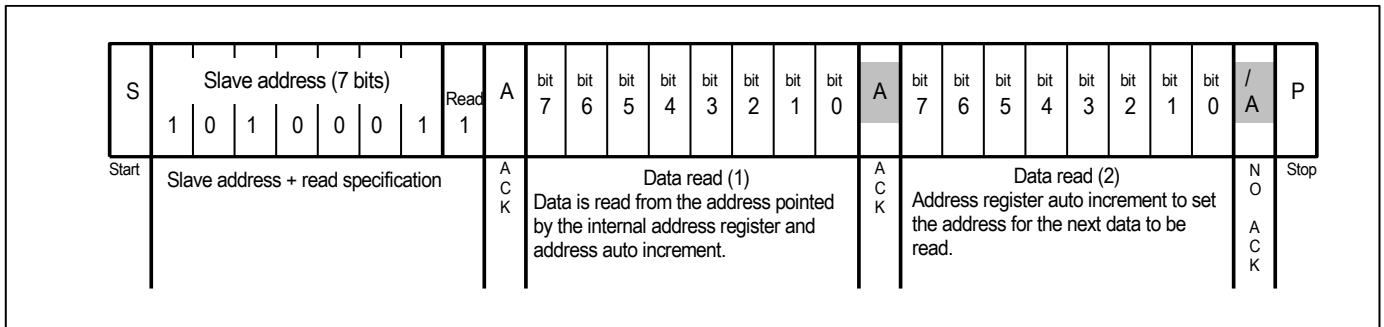 S
Slave address (7 bits)
1 0 1 0 0 0 1
Read
1
A
bit 7 bit 6 bit 5 bit 4 bit 3 bit 2 bit 1 bit 0
A
bit 7 bit 6 bit 5 bit 4 bit 3 bit 2 bit 1 bit 0
/
A
P
Start
Slave address + read specification
A
C
K
Data read (1)
Data is read from the address pointed
by the internal address register and
address auto increment.
A
C
K
Data read (2)
Address register auto increment to set
the address for the next data to be
read.
N
O
A
C
K
Stop